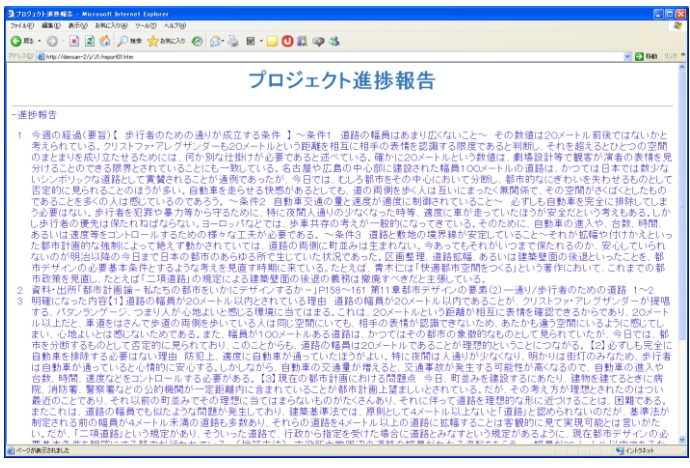 プロジェクト進捗報告 - Microsoft Internet Explorer
ファイル(F) 編集(E) 表示(V) お気に入り(A) ツール(T) ヘルプ(H)
戻る 検索 お気に入り
アドレス(D) http://densan-2/j/J1/report01.htm 移動 リンク
プロジェクト進捗報告
－進捗報告
1. 今週の経過(要旨)【 歩行者のための通りが成立する条件 】～条件1 道路の幅員はあまり広くないこと～ その数値は20メートル前後ではないかと
考えられている。クリストファ・アレグザンダーも20メートルという距離を相互に相手の表情を認識する限度であると判断し、それを超えるとひとつの空間
のまとまりを成り立たせるためには、何か別な仕掛けが必要であると述べている。確かに20メートルという数値は、劇場設計等で観客が演者の表情を見
分けることのできる限界とされていることにも一致している。名古屋や広島の中心部に建設された幅員100メートルの道路は、かつては日本では数少な
いシンボリックな道路として賞賛されることが通例であったが、今日では、むしろ都市をその中心において分断し、都市的なにぎわいを失わせるものとして
否定的に見られることのほうが多い。自動車を走らせる快感があるとしても、道の両側を歩く人は互いにまったく無関係で、その空間がさくばくとしたもの
であることを多くの人は感じているのであろう。～条件2 自動車交通の量と速度が適度に制御されていること～ 必ずしも自動車を完全に排除してしま
う必要はない。歩行者を犯罪や暴力等から守るために、特に夜間人通りの少なくなった時等、適度に車が走っていたほうが安全だという考えもある。しか
し歩行者の優先は保たれねばならない。ヨーロッパなどでは、歩車共存の考えが一般的になってきている。そのために、自動車の進入や、台数、時間、
あるいは速度等をコントロールするための様々な工夫が必要である。～条件3 道路と敷地の境界線が安定していること～ それが拡幅や付けかえといっ
た都市計画的な強制によって絶えず動かされていては、道路の両側に町並みは生まれない。今あってもそれがいつまで保たれるのか、安心していられ
ないのが明治以降の今日まで日本の都市のあらゆる所で生じていた状況であった。区画整理、道路拡幅、あるいは建築壁面の後退といったことを、都
市デザインの必要基本条件とするような考えを見直す時期に来ている。たとえば、青木仁は「快適都市空間をつくる」という著作において、これまでの都
市政策を見直し、たとえば「二項道路」の規定による建築壁面の後退の義務は撤廃すべきだと主張している。
2. 資料・出所「都市計画論－私たちの都市をいかにデザインするか－」P158～161 第11章都市デザインの要素(2)―通り/歩行者のための道路 1～2
3. 明確になった内容【1】道路の幅員が20メートル以内とされている理由 道路の幅員が20メートル以内であることが、クリストファ・アレグザンダーが提唱
する、パタンランゲージ、つまり人が心地よいと感じる環境に当てはまる。これは、20メートルという距離が相互に表情を確認できるからであり、20メート
ル以上だと、車道をはさんで歩道の両側を歩いている人は同じ空間にいても、相手の表情が認識できないため、あたかも違う空間にいるように感じてし
まい、心地よいとは感じないためである。また、幅員が100メートルある道路は、かつてはその都市の象徴的なものとして見られていたが、今日では、都
市を分断するものとして否定的に見られており、このことからも、道路の幅員は20メートルであることが理想的ということにつながる。【2】必ずしも完全に
自動車を排除する必要はない理由 防犯上、適度に自動車が通っていたほうがよい。特に夜間は人通りが少なくなり、明かりは街灯のみなため、歩行者
は自動車が通っていると心情的に安心する。しかしながら、自動車の交通量が増えると、交通事故が発生する可能性が高くなるので、自動車の進入や
台数、時間、速度などをコントロールする必要がある。【3】現在の都市計画における問題点 今日、町並みを建設するにあたり、建物を建てるときに病
院、消防署、警察署などの公的機関が一定距離内に含まれていることが都市計画上望ましいとされている。だが、その考え方が理想とされたのはつい
最近のことであり、それ以前の町並みでその理想に当てはまらないものがたくさんあり、それに伴って道路を理想的な形に近づけることは、困難である。
またこれは、道路の幅員でも似たような問題が発生しており、建築基準法では、原則として4メートル以上ないと「道路」と認められないのだが、基準法が
制定される前の幅員が4メートル未満の道路も多数あり、それらの道路を4メートル以上の道路に拡幅することは客観的に見て実現可能とは言いがた
い。だが、「二項道路」という規定があり、そういった道路で、行政から指定を受けた場合に道路とみなすという規定があるように、現在都市デザインの必
ページが表示されました イントラネット